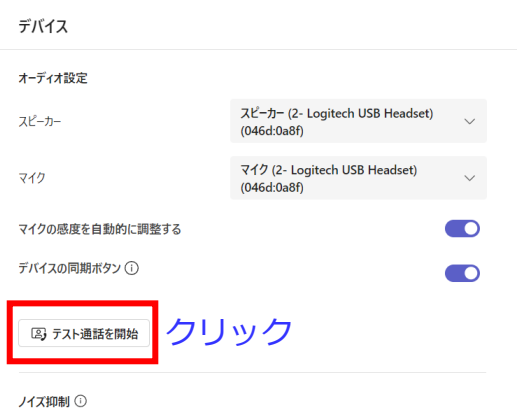 デバイス
オーディオ設定
スピーカー
スピーカー (2- Logitech USB Headset)
(046d:0a8f)
マイク
マイク (2- Logitech USB Headset)
(046d:0a8f)
マイクの感度を自動的に調整する
デバイスの同期ボタン
テスト通話を開始
クリック
ノイズ抑制